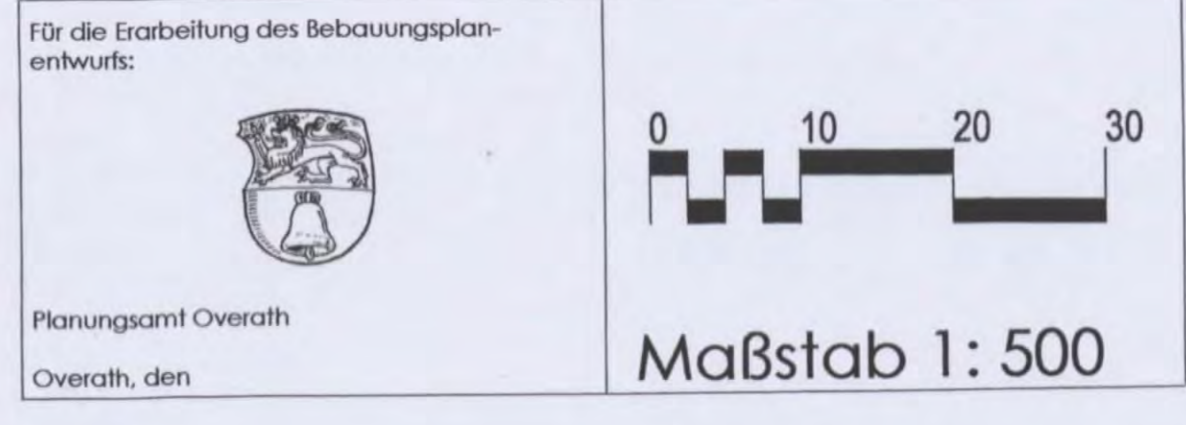 Für die Erarbeitung des Bebauungsplan-
entwurfs:
Planungsamt Overath
Overath, den
0 10 20 30
Maßstab 1: 500